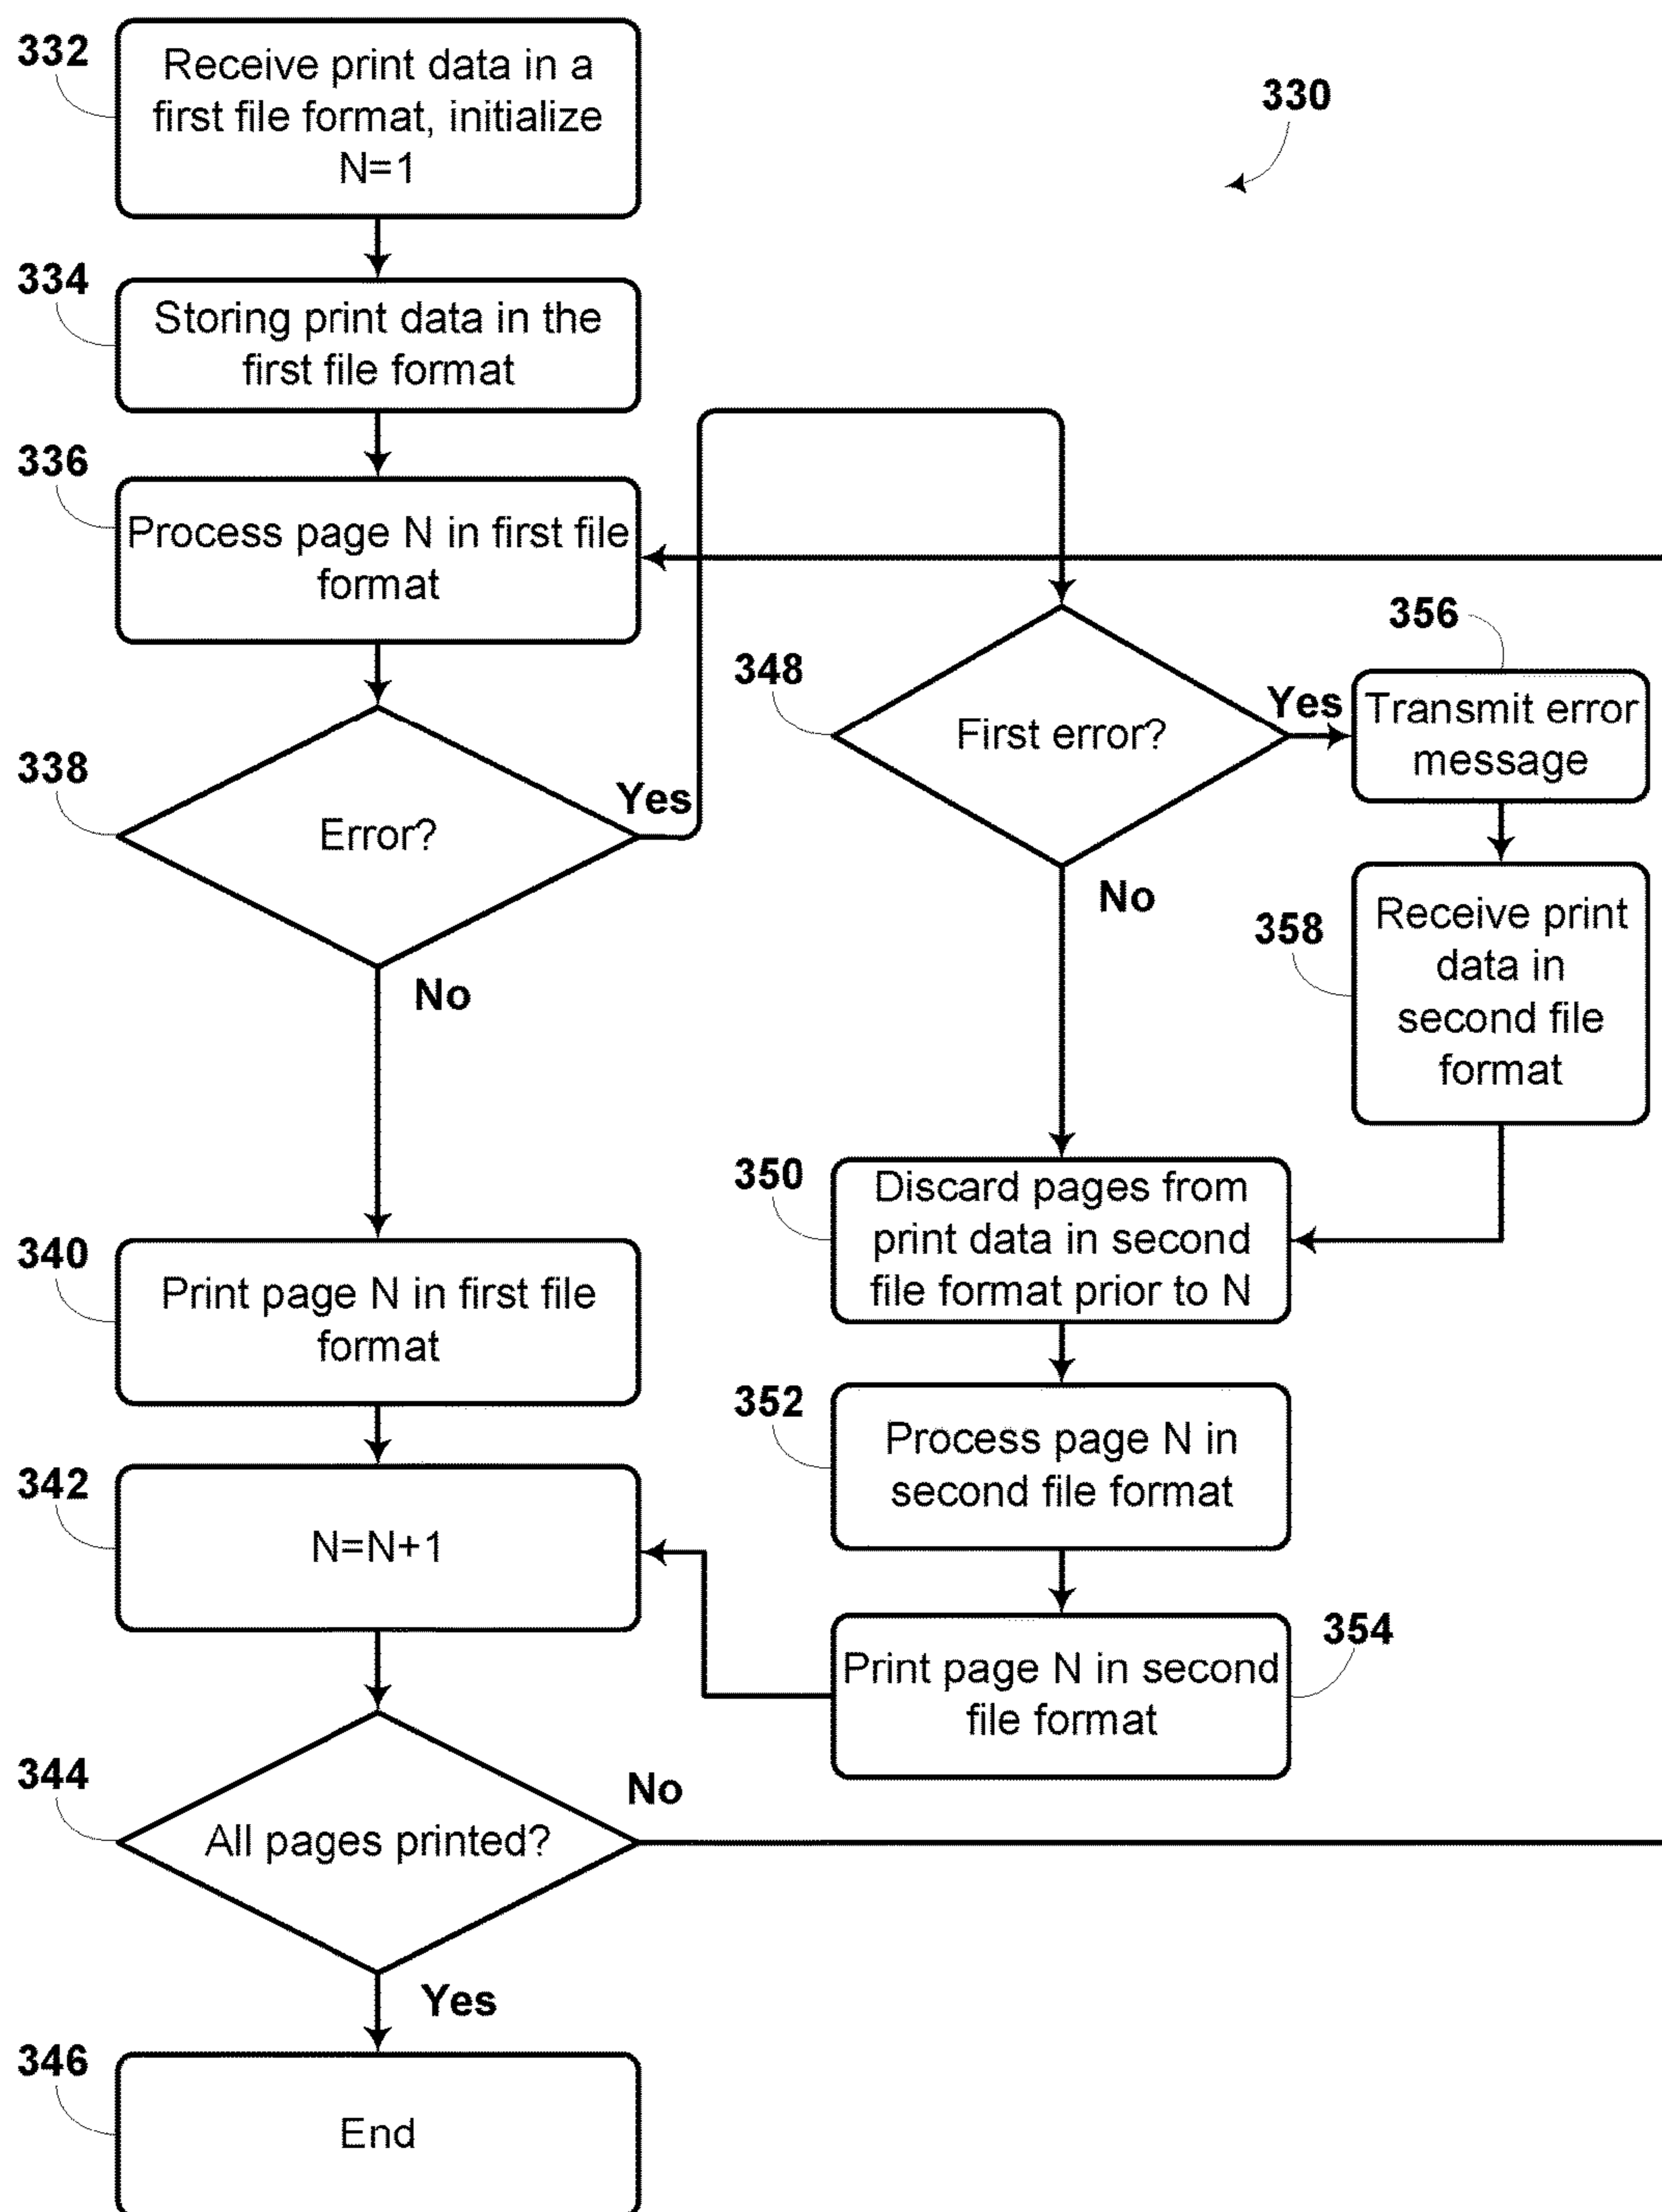 332
Receive print data in a
first file format, initialize
N=1
330
334
Storing print data in the
first file format
336
Process page N in first file
format
338
Error?
Yes
No
348
First error?
Yes
No
356
Transmit error
message
358
Receive print
data in
second file
format
340
Print page N in first file
format
350
Discard pages from
print data in second
file format prior to N
342
N=N+1
352
Process page N in
second file format
354
Print page N in second
file format
344
All pages printed?
No
Yes
346
End